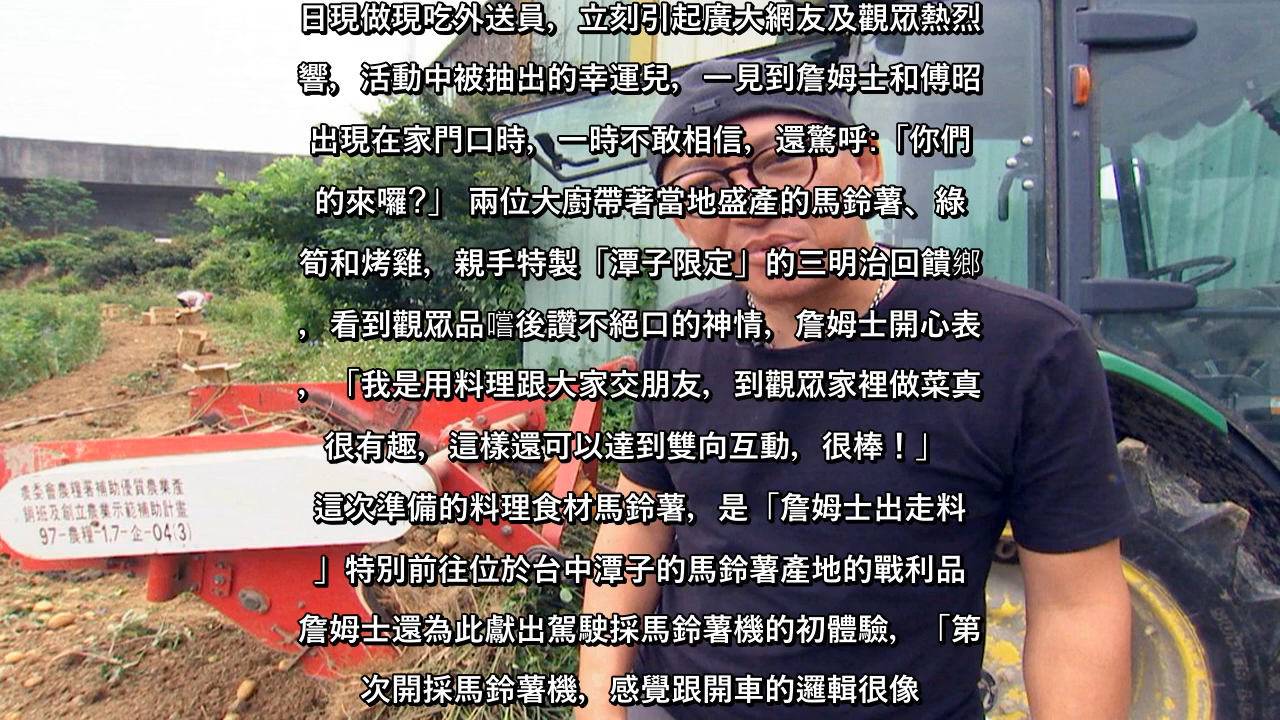 日現做現吃外送員，立刻引起廣大網友及觀眾熱烈
響，活動中被抽出的幸運兒，一見到詹姆士和傅昭
出現在家門口時，一時不敢相信，還驚呼：「你們
的來囉？」 兩位大廚帶著當地盛產的馬鈴薯、綠
筍和烤雞，親手特製「潭子限定」的三明治回饋鄉
，看到觀眾品嚐後讚不絕口的神情，詹姆士開心表
，「我是用料理跟大家交朋友，到觀眾家裡做菜真
很有趣，這樣還可以達到雙向互動，很棒！」
這次準備的料理食材馬鈴薯，是「詹姆士出走料
」特別前往位於台中潭子的馬鈴薯產地的戰利品
詹姆士還為此獻出駕駛採馬鈴薯機的初體驗，「第
次開採馬鈴薯機，感覺跟開車的邏輯很像
農委會農糧署補助優質農業產
銷班及創立農業示範補助計畫
97-農糧-1.7-企-04(3)